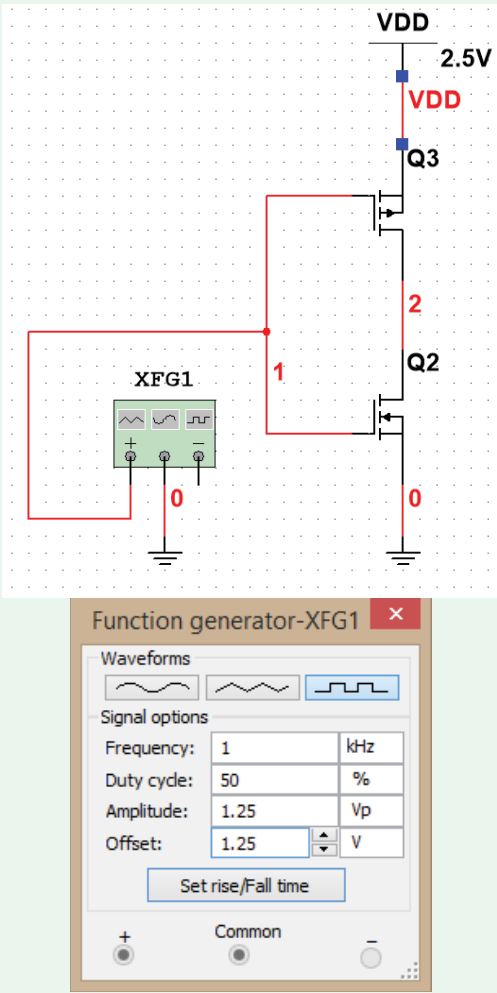 VDD
2.5V
VDD
Q3
2
Q2
1
XFG1
+
−
0
0
Function generator-XFG1
×
Waveforms
Signal options
Frequency: 1 kHz
Duty cycle: 50 %
Amplitude: 1.25 Vp
Offset: 1.25 V
Set rise/Fall time
+ Common −